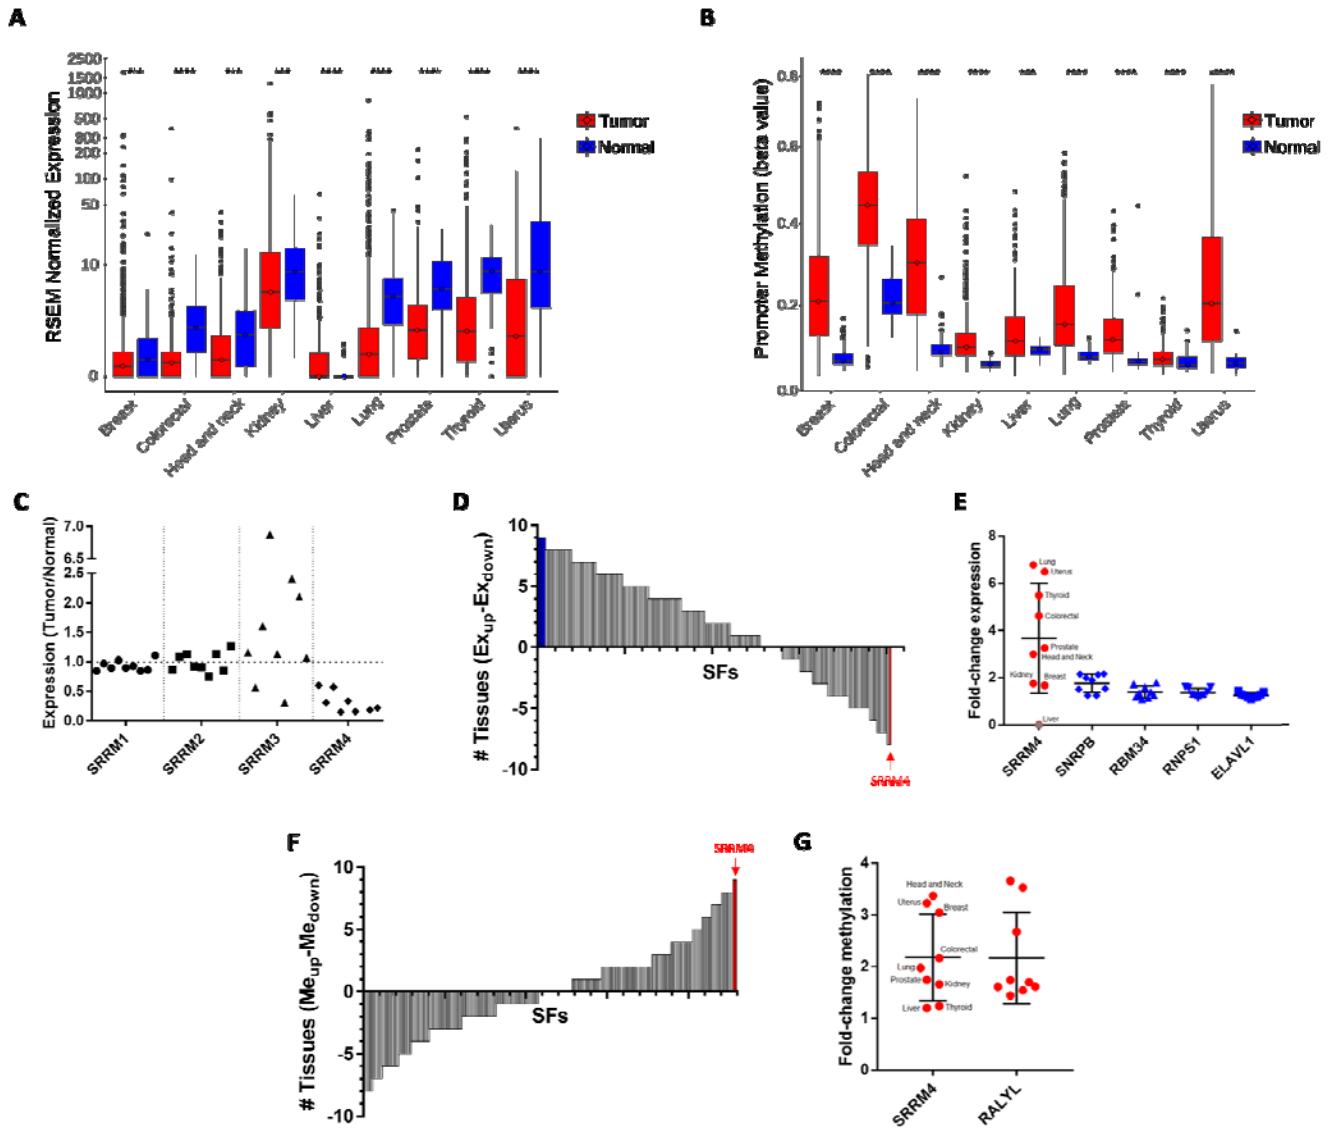 A
RSEM Normalized Expression
2500
1500
1000
500
300
200
100
50
10
0
Tumor
Normal
Breast
Colorectal
Head and neck
Kidney
Liver
Lung
Prostate
Thyroid
Uterus
B
Promoter Methylation (beta value)
0.8
0.6
0.4
0.2
0.0
Tumor
Normal
Breast
Colorectal
Head and neck
Kidney
Liver
Lung
Prostate
Thyroid
Uterus
C
Expression (Tumor/Normal)
7.0
6.5
2.5
2.0
1.5
1.0
0.5
0.0
SRRM1
SRRM2
SRRM3
SRRM4
D
# Tissues (Exup-Exdown)
10
5
0
-5
-10
SFs
SRRM4
E
Fold-change expression
8
6
4
2
0
Lung
Uterus
Thyroid
Colorectal
Prostate
Head and Neck
Kidney
Breast
Liver
SRRM4
SNRPB
RBM34
RNPS1
ELAVL1
F
# Tissues (Meup-Medown)
10
5
0
-5
-10
SFs
SRRM4
G
Fold-change methylation
4
3
2
1
0
Head and Neck
Uterus
Breast
Colorectal
Lung
Prostate
Kidney
Liver
Thyroid
SRRM4
RALYL